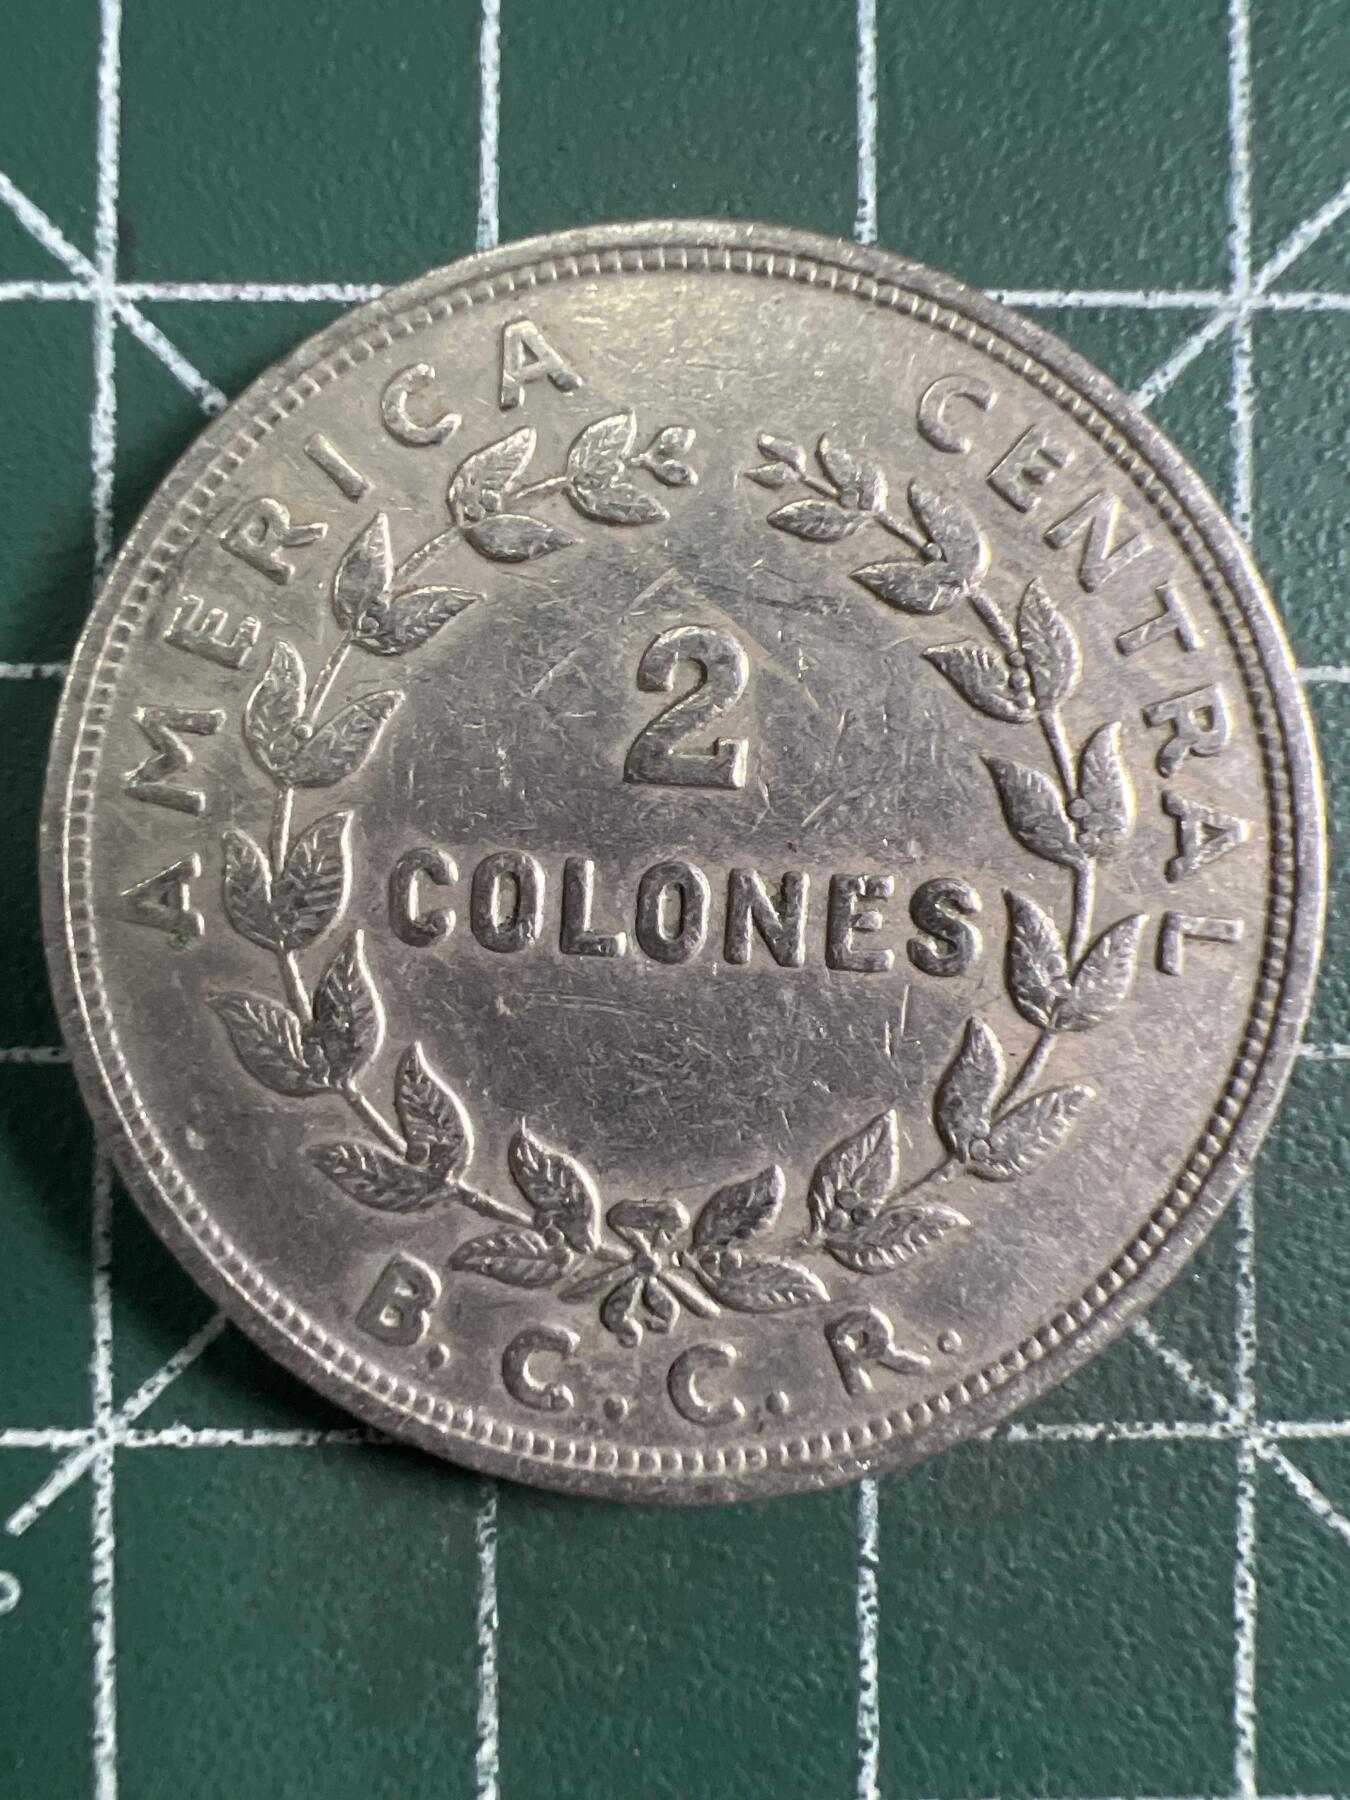 AMERICA CENTRAL
2
COLONES
B.C.C.R.